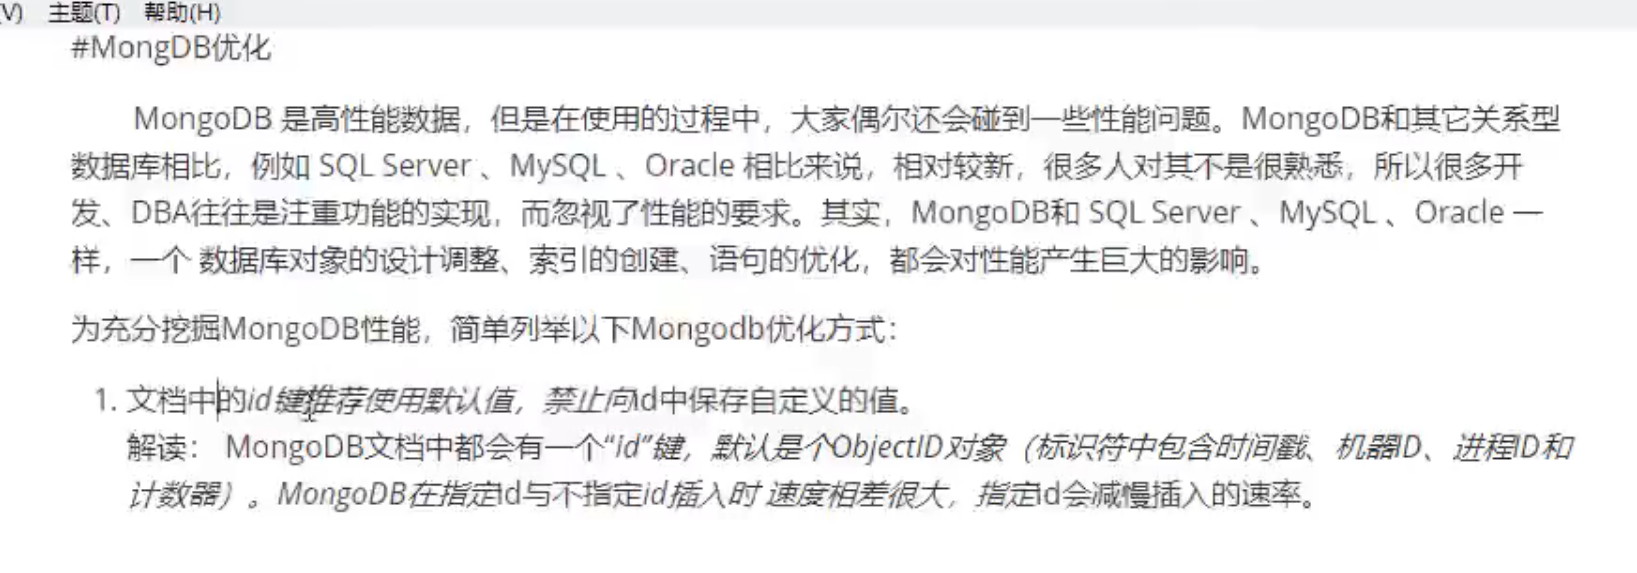 (V) 主题(T) 帮助(H)
#MongDB优化
MongoDB 是高性能数据，但是在使用的过程中，大家偶尔还会碰到一些性能问题。MongoDB和其它关系型
数据库相比，例如 SQL Server 、MySQL 、Oracle 相比来说，相对较新，很多人对其不是很熟悉，所以很多开
发、DBA往往是注重功能的实现，而忽视了性能的要求。其实，MongoDB和 SQL Server 、MySQL 、Oracle 一
样，一个 数据库对象的设计调整、索引的创建、语句的优化，都会对性能产生巨大的影响。
为充分挖掘MongoDB性能，简单列举以下Mongodb优化方式：
1. 文档中的id键推荐使用默认值，禁止向id中保存自定义的值。
解读： MongoDB文档中都会有一个“id”键，默认是个ObjectID对象（标识符中包含时间戳、机器ID、进程ID和
计数器）。MongoDB在指定id与不指定id插入时 速度相差很大，指定id会减慢插入的速率。